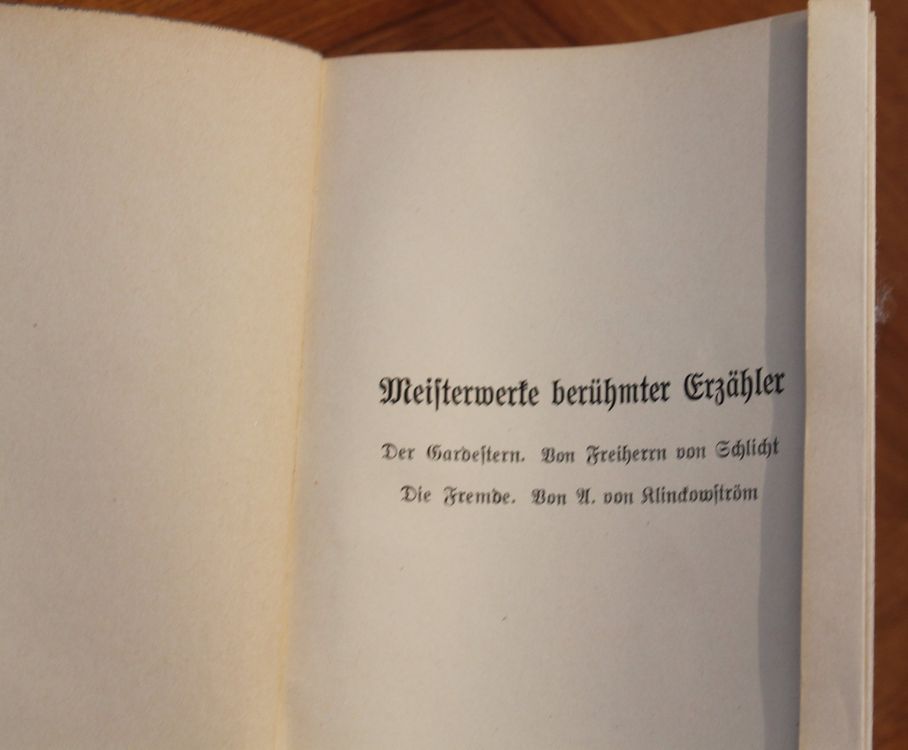 Meiſterwerke berühmter Erzähler
Der Gardeſtern. Von Freiherrn von Schlicht
Die Fremde. Von A. von Klinckowſtröm